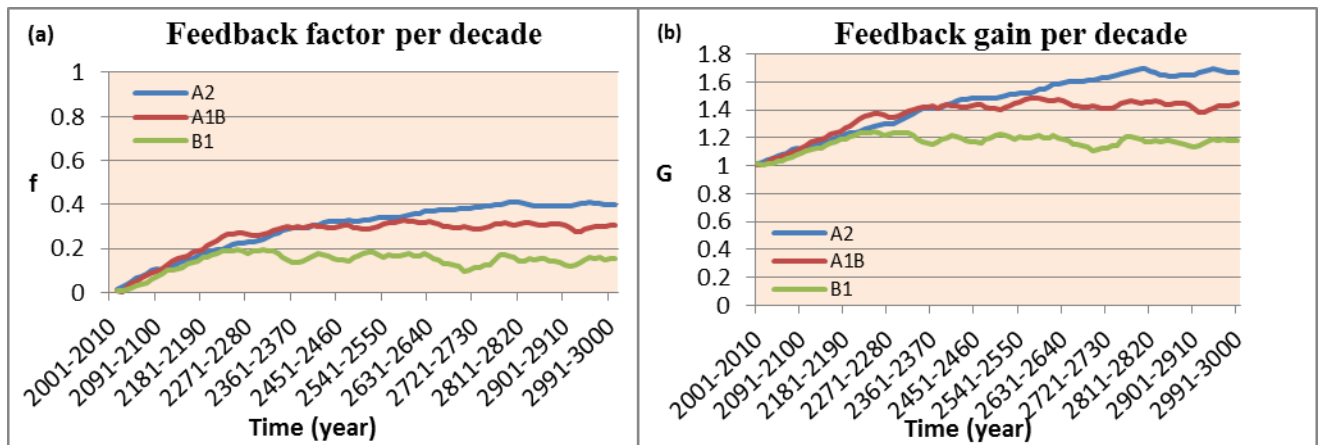 (a)
Feedback factor per decade
1
0.8
0.6
0.4
0.2
0
f
A2
A1B
B1
2001-2010
2091-2100
2181-2190
2271-2280
2361-2370
2451-2460
2541-2550
2631-2640
2721-2730
2811-2820
2901-2910
2991-3000
Time (year)
(b)
Feedback gain per decade
1.8
1.6
1.4
1.2
1
0.8
0.6
0.4
0.2
0
G
A2
A1B
B1
2001-2010
2091-2100
2181-2190
2271-2280
2361-2370
2451-2460
2541-2550
2631-2640
2721-2730
2811-2820
2901-2910
2991-3000
Time (year)